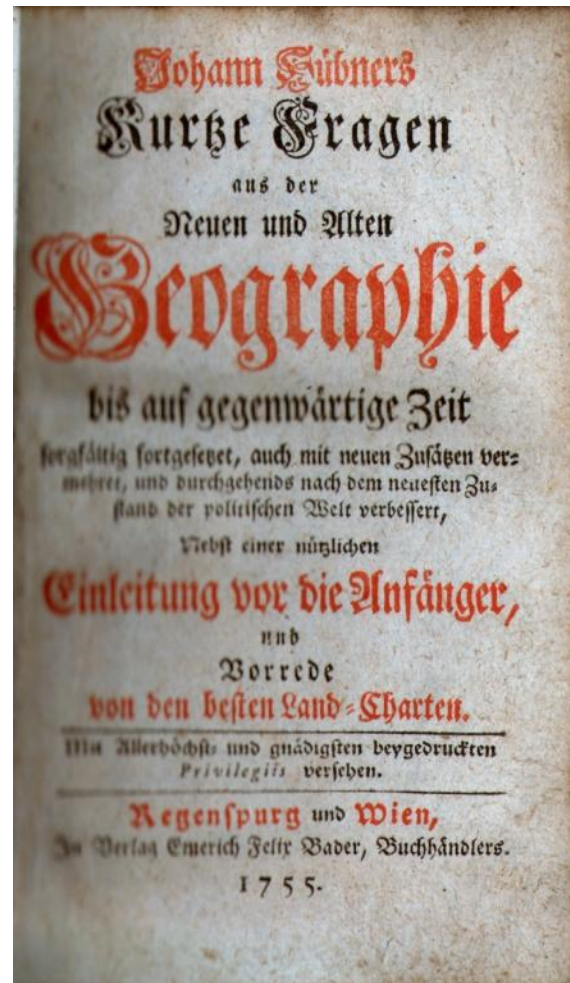 Johann Hübners
Kurtze Fragen
aus der
Neuen und Alten
Geographie
bis auf gegenwärtige Zeit
sorgfältig fortgesetzet, auch mit neuen Zusätzen ver=
mehret, und durchgehends nach dem neuesten Zu=
stand der politischen Welt verbessert,
Nebst einer nützlichen
Einleitung vor die Anfänger,
und
Vorrede
von den besten Land=Charten.
Mit Allerhöchst= und gnädigsten beygedruckten
Privilegiis versehen.
Regenspurg und Wien,
In Verlag Emerich Felix Bader, Buchhändlers.
1755.